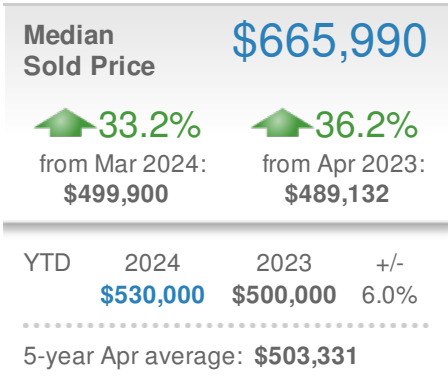 Median $665,990
Sold Price
33.2% 36.2%
from Mar 2024: from Apr 2023:
$499,900 $489,132
YTD 2024 2023 +/-
$530,000 $500,000 6.0%
5-year Apr average: $503,331